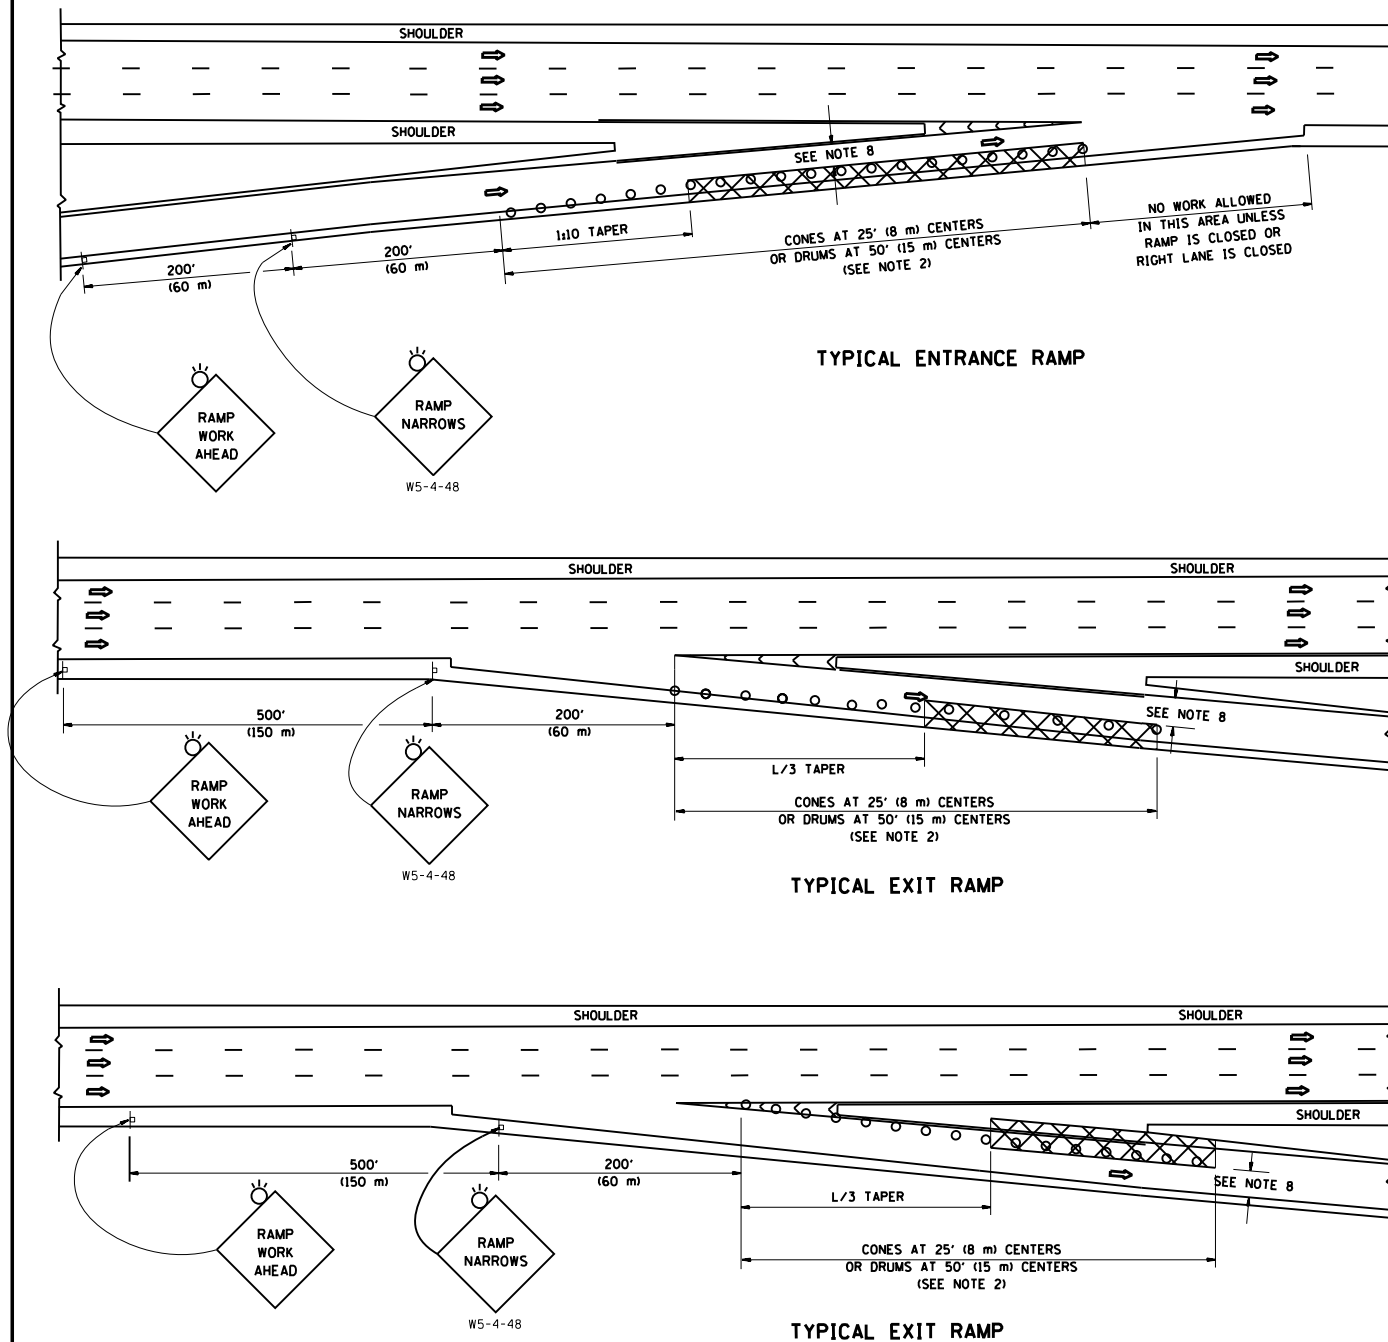 SHOULDER
SHOULDER
SEE NOTE 8
1:10 TAPER
200'
(60 m)
200'
(60 m)
CONES AT 25' (8 m) CENTERS
OR DRUMS AT 50' (15 m) CENTERS
(SEE NOTE 2)
NO WORK ALLOWED
IN THIS AREA UNLESS
RAMP IS CLOSED OR
RIGHT LANE IS CLOSED
TYPICAL ENTRANCE RAMP
RAMP
WORK
AHEAD
RAMP
NARROWS
W5-4-48
SHOULDER
SHOULDER
SHOULDER
SEE NOTE 8
500'
(150 m)
200'
(60 m)
L/3 TAPER
CONES AT 25' (8 m) CENTERS
OR DRUMS AT 50' (15 m) CENTERS
(SEE NOTE 2)
RAMP
WORK
AHEAD
RAMP
NARROWS
W5-4-48
TYPICAL EXIT RAMP
SHOULDER
SHOULDER
SHOULDER
500'
(150 m)
200'
(60 m)
SEE NOTE 8
L/3 TAPER
CONES AT 25' (8 m) CENTERS
OR DRUMS AT 50' (15 m) CENTERS
(SEE NOTE 2)
RAMP
WORK
AHEAD
RAMP
NARROWS
W5-4-48
TYPICAL EXIT RAMP